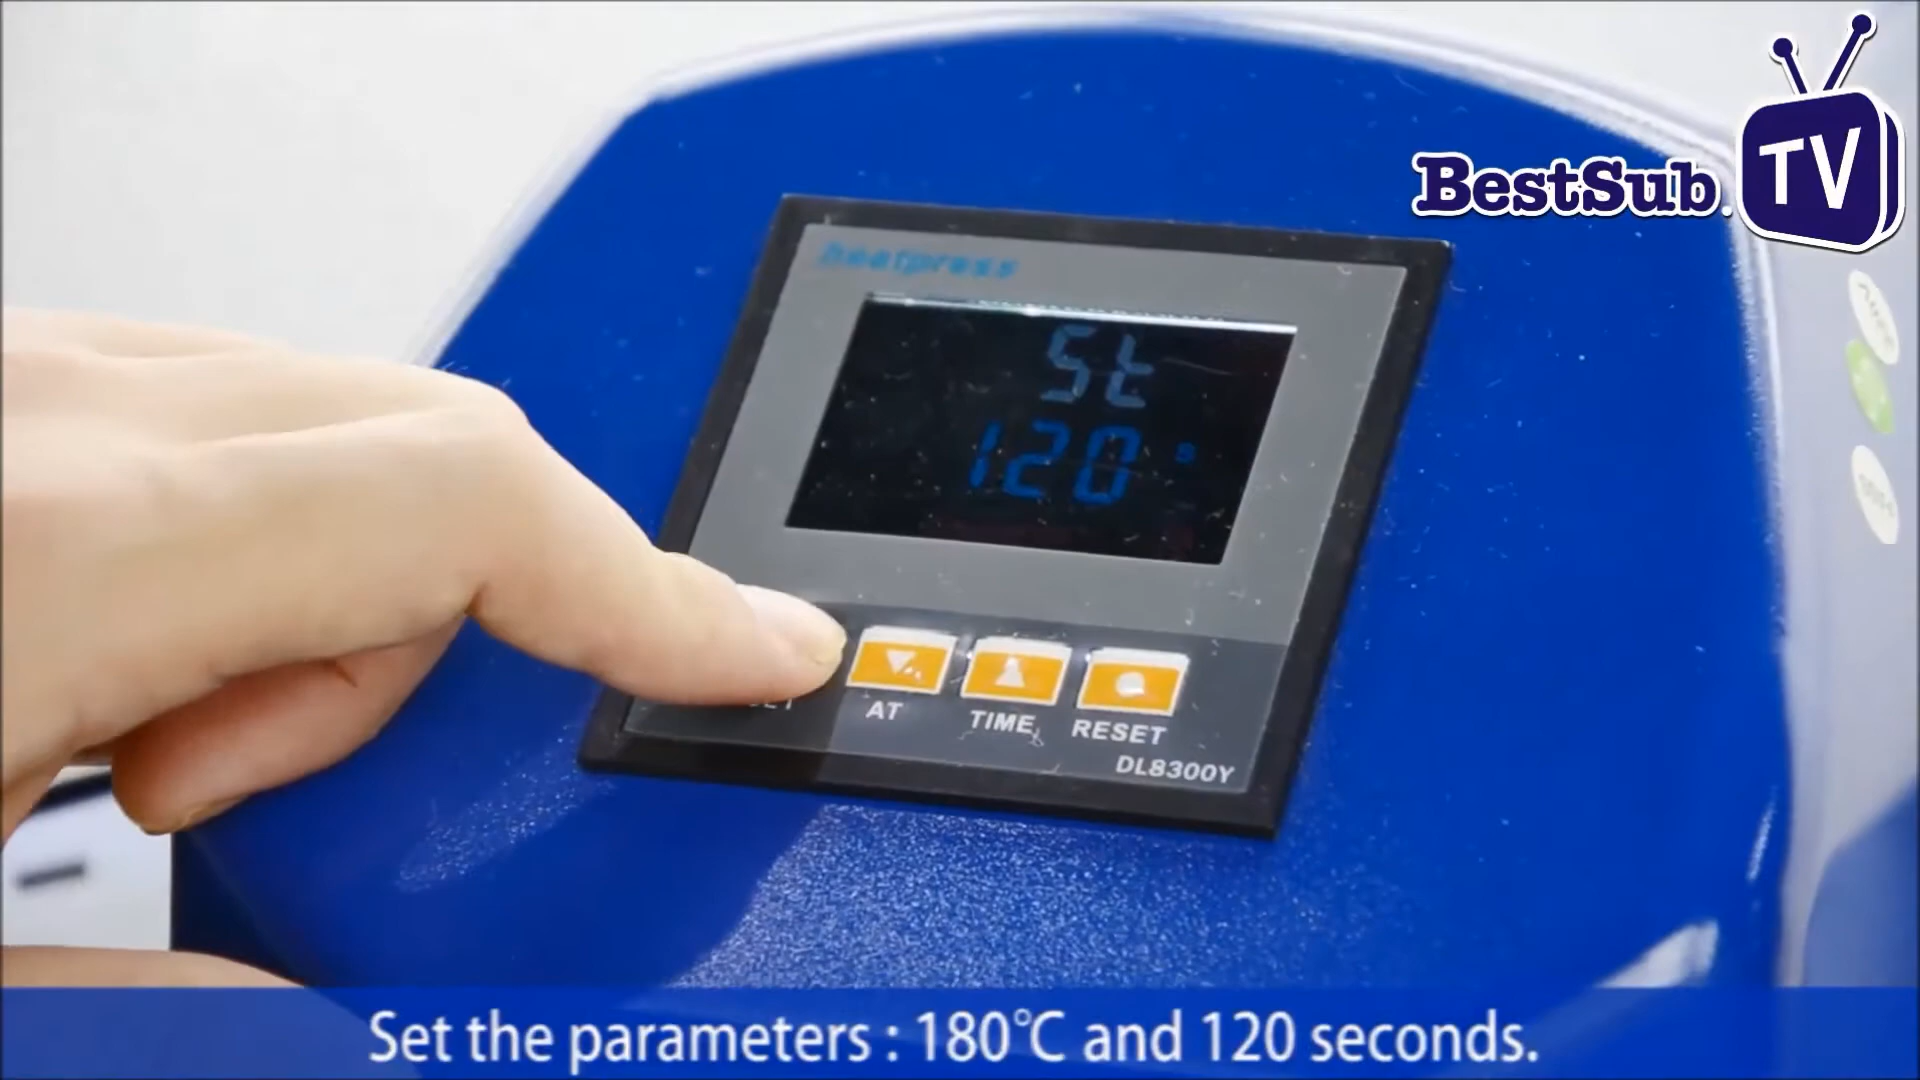 BestSub.
TV
heatpress
St
120 s
AT
TIME
RESET
DL8300Y
Set the parameters : 180°C and 120 seconds.